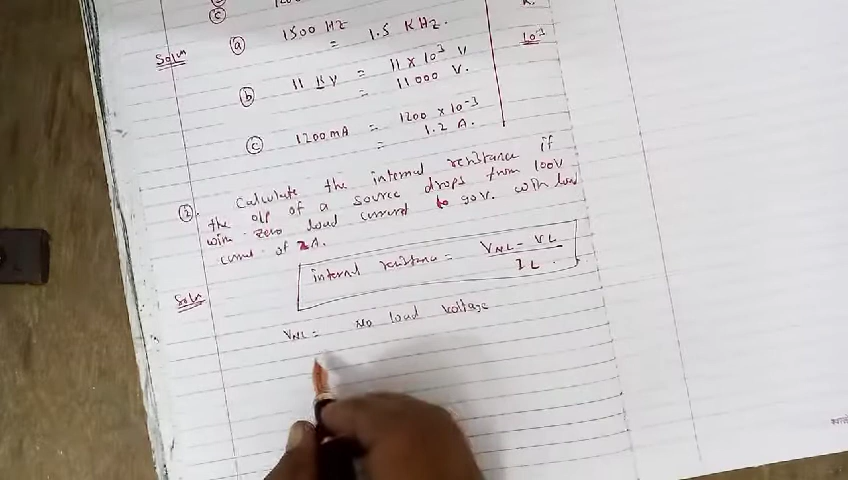 ⓒ
Soln ⓐ 1500 Hz = 1.5 KHz.
ⓑ 11 KV = 11 x 10³ V
= 11000 V.
ⓒ 1200mA = 1200 x 10-3
= 1.2 A.
K.
10-3
②. Calculate the internal resistance if
the o/p of a source drops from 100V
with zero load current to 90V. with load
current of 2A.
Soln internal resistance = VNL - VL
IL.
VNL = No load voltage